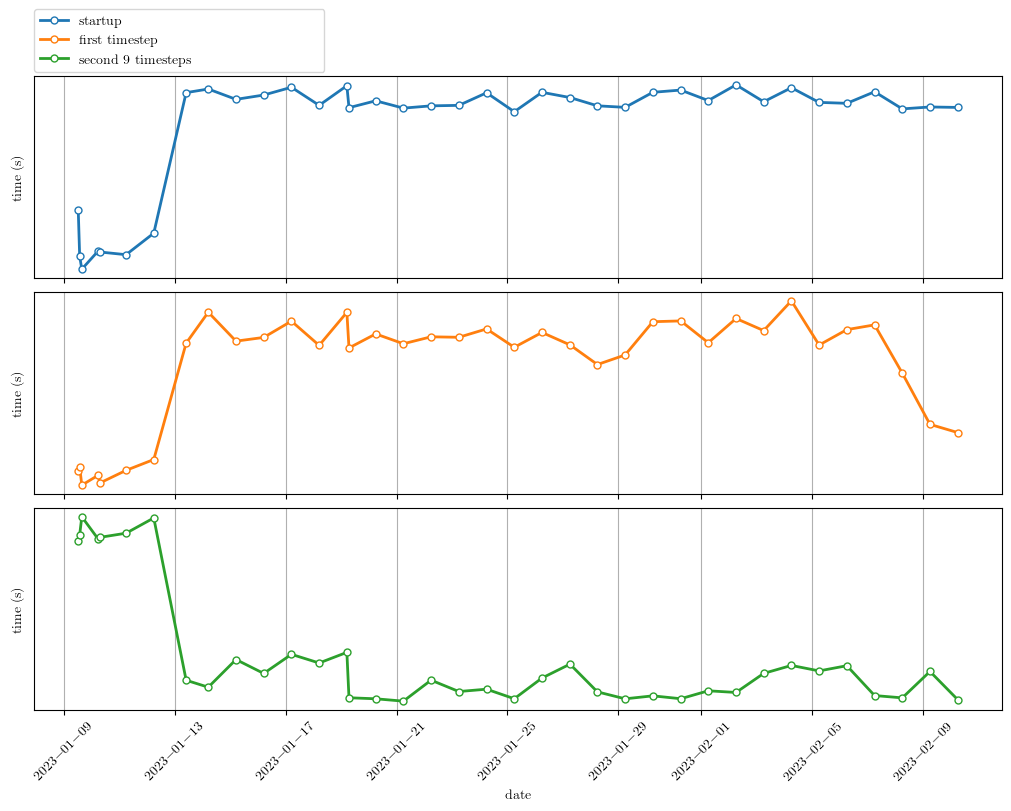 startup
first timestep
second 9 timesteps
time (s)
time (s)
time (s)
2023−01−09
2023−01−13
2023−01−17
2023−01−21
2023−01−25
2023−01−29
2023−02−01
2023−02−05
2023−02−09
date